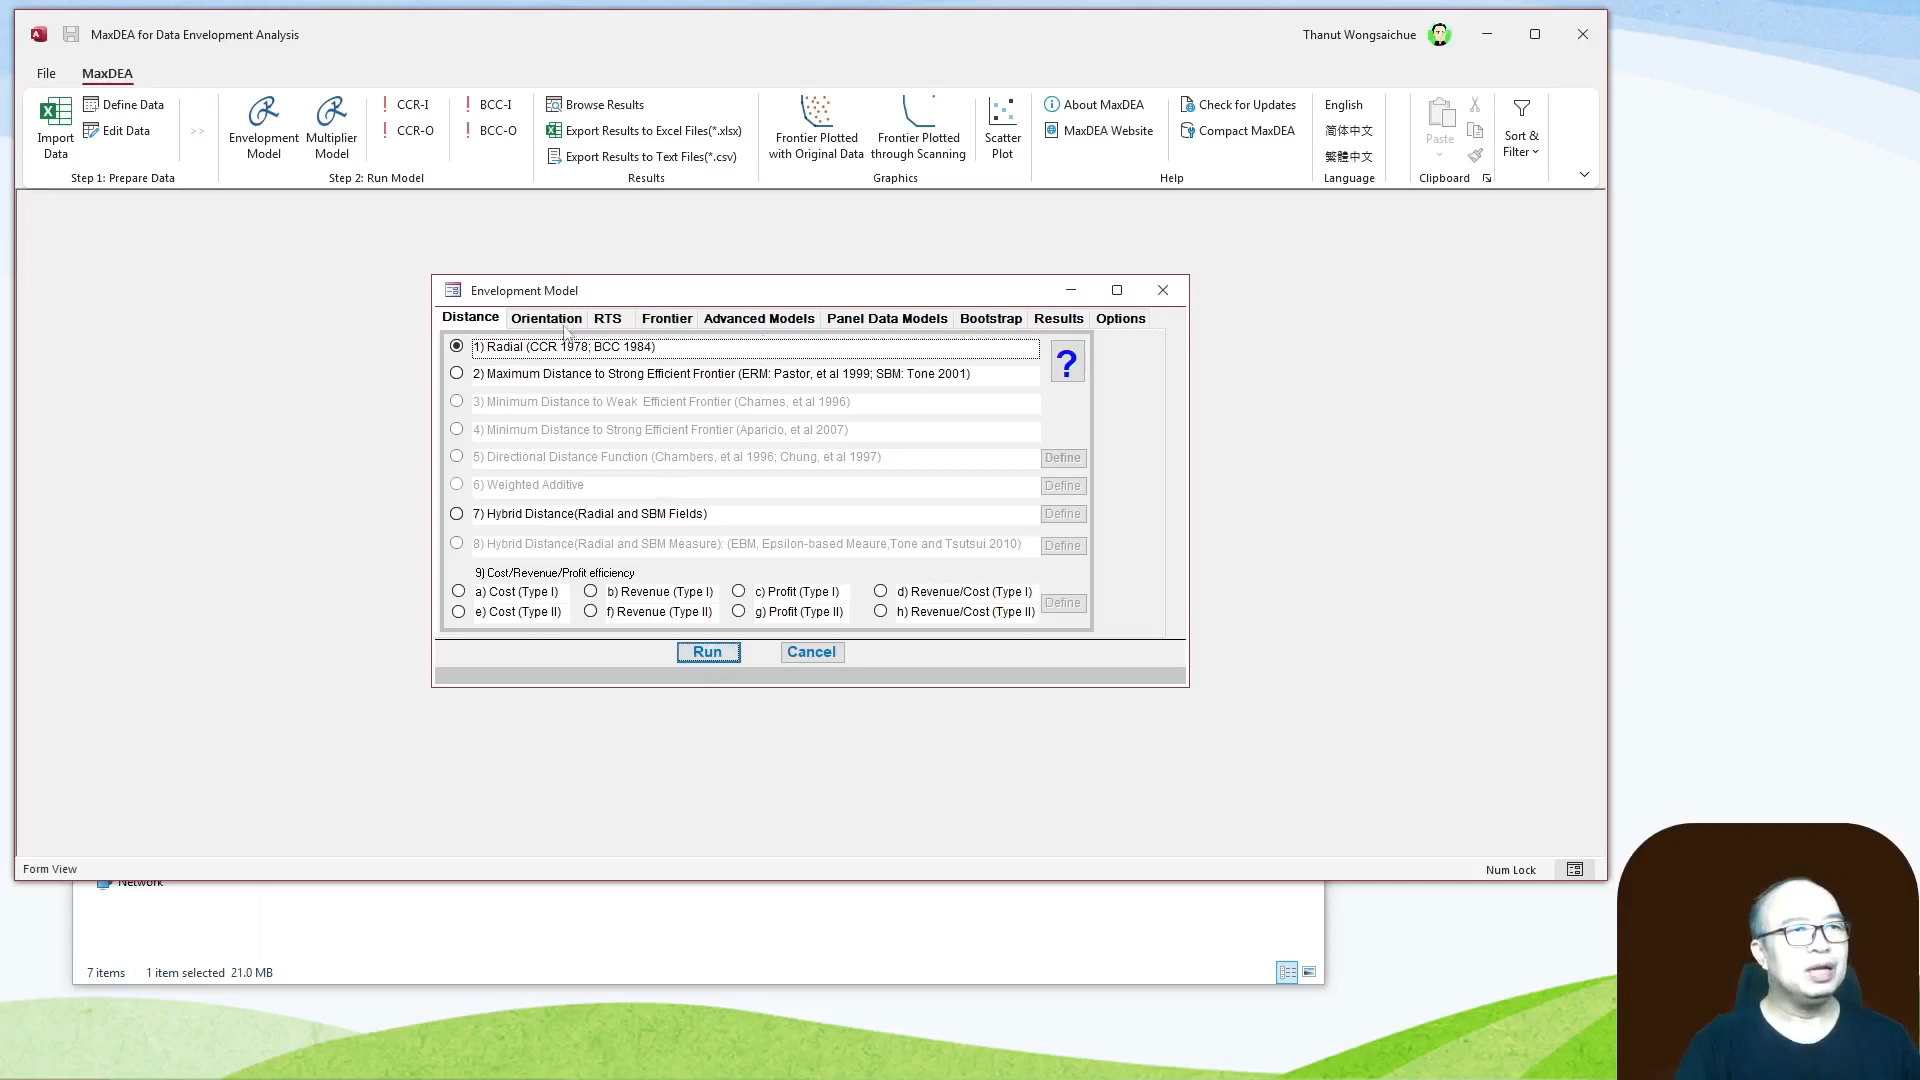 MaxDEA for Data Envelopment Analysis
Thanut Wongsaichue
File
MaxDEA
Import Data
Define Data
Edit Data
>>
Step 1: Prepare Data
Envelopment Model
Multiplier Model
CCR-I
CCR-O
BCC-I
BCC-O
Step 2: Run Model
Browse Results
Export Results to Excel Files(*.xlsx)
Export Results to Text Files(*.csv)
Results
Frontier Plotted with Original Data
Frontier Plotted through Scanning
Scatter Plot
Graphics
About MaxDEA
MaxDEA Website
Check for Updates
Compact MaxDEA
Help
English
简体中文
繁體中文
Language
Paste
Clipboard
Sort & Filter
Envelopment Model
Distance
Orientation
RTS
Frontier
Advanced Models
Panel Data Models
Bootstrap
Results
Options
1) Radial (CCR 1978; BCC 1984)
?
2) Maximum Distance to Strong Efficient Frontier (ERM: Pastor, et al 1999; SBM: Tone 2001)
3) Minimum Distance to Weak Efficient Frontier (Charnes, et al 1996)
4) Minimum Distance to Strong Efficient Frontier (Aparicio, et al 2007)
5) Directional Distance Function (Chambers, et al 1996; Chung, et al 1997)
Define
6) Weighted Additive
Define
7) Hybrid Distance(Radial and SBM Fields)
Define
8) Hybrid Distance(Radial and SBM Measure): (EBM, Epsilon-based Meaure,Tone and Tsutsui 2010)
Define
9) Cost/Revenue/Profit efficiency
a) Cost (Type I)
b) Revenue (Type I)
c) Profit (Type I)
d) Revenue/Cost (Type I)
Define
e) Cost (Type II)
f) Revenue (Type II)
g) Profit (Type II)
h) Revenue/Cost (Type II)
Run
Cancel
Form View
Num Lock
Network
7 items
1 item selected 21.0 MB